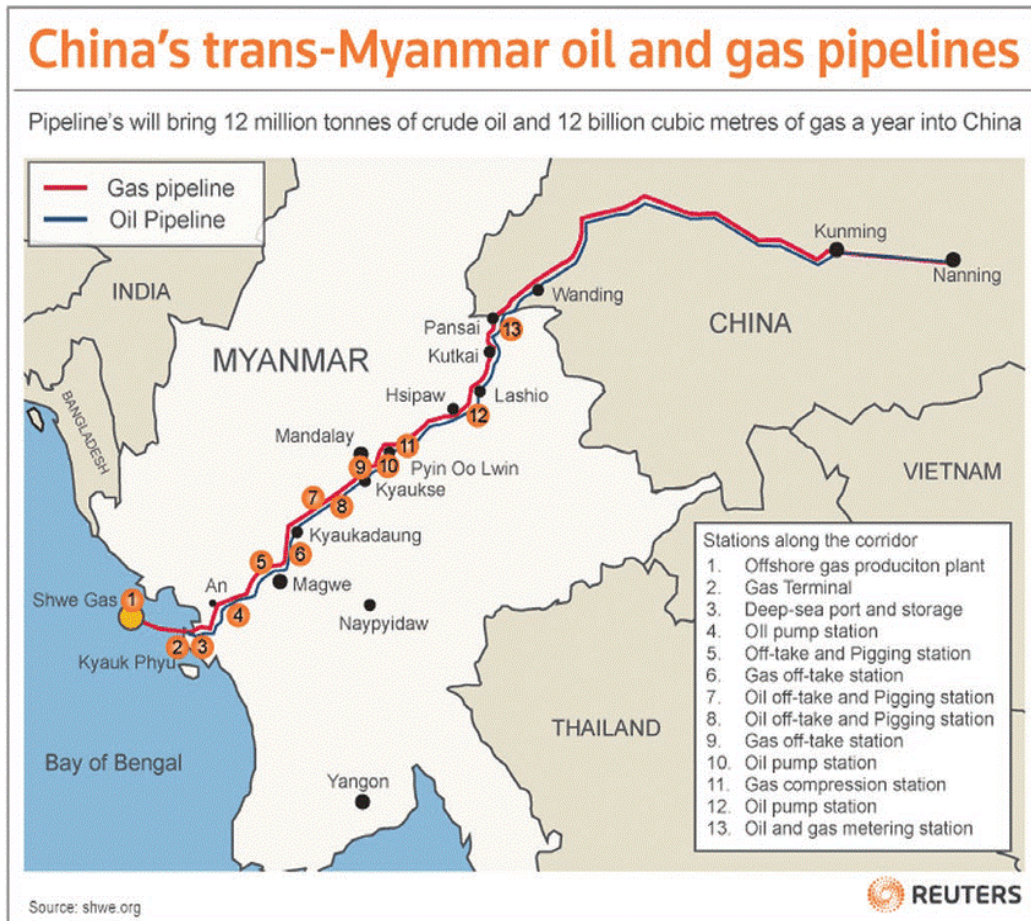 China's trans-Myanmar oil and gas pipelines
Pipeline's will bring 12 million tonnes of crude oil and 12 billion cubic metres of gas a year into China
Gas pipeline
Oil Pipeline
INDIA
BANGLADESH
MYANMAR
CHINA
VIETNAM
THAILAND
Kunming
Nanning
Wanding
Pansai
13
Kutkai
Hsipaw
Lashio
12
Mandalay
11
9
10
Pyin Oo Lwin
Kyaukse
7
8
Kyaukadaung
5
6
Magwe
An
4
Shwe Gas
1
Naypyidaw
2
3
Kyauk Phyu
Bay of Bengal
Yangon
Stations along the corridor
1. Offshore gas produciton plant
2. Gas Terminal
3. Deep-sea port and storage
4. Oll pump station
5. Off-take and Pigging station
6. Gas off-take station
7. Oil off-take and Pigging station
8. Oil off-take and Pigging station
9. Gas off-take station
10. Oil pump station
11. Gas compression station
12. Oil pump station
13. Oil and gas metering station
Source: shwe.org
REUTERS